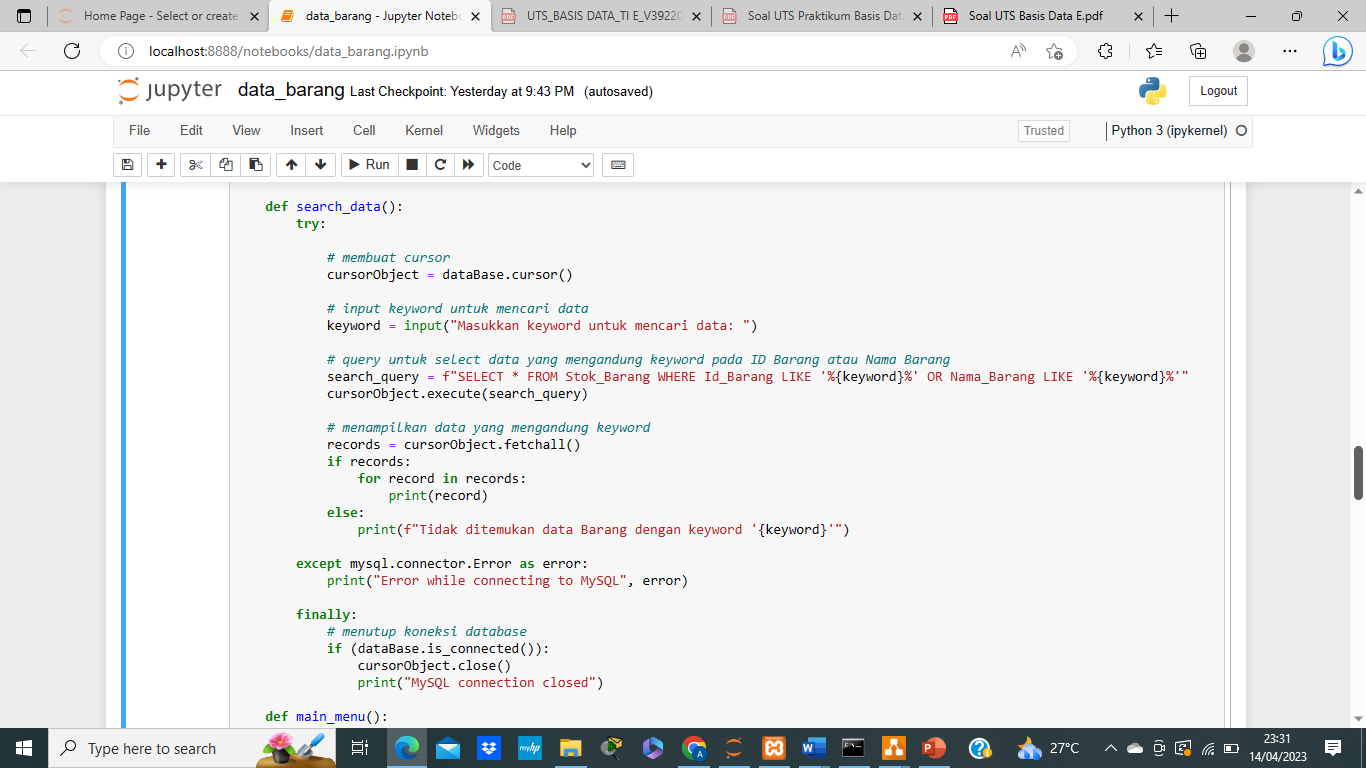 Home Page - Select or create
data_barang - Jupyter Notebo
UTS_BASIS DATA_TI E_V39220
Soal UTS Praktikum Basis Dat
Soal UTS Basis Data E.pdf
localhost:8888/notebooks/data_barang.ipynb
jupyter data_barang Last Checkpoint: Yesterday at 9:43 PM (autosaved)
Logout
File Edit View Insert Cell Kernel Widgets Help
Trusted
Python 3 (ipykernel)
Run
Code
def search_data():
    try:
        # membuat cursor
        cursorObject = dataBase.cursor()
        # input keyword untuk mencari data
        keyword = input("Masukkan keyword untuk mencari data: ")
        # query untuk select data yang mengandung keyword pada ID Barang atau Nama Barang
        search_query = f"SELECT * FROM Stok_Barang WHERE Id_Barang LIKE '%{keyword}%' OR Nama_Barang LIKE '%{keyword}%'"
        cursorObject.execute(search_query)
        # menampilkan data yang mengandung keyword
        records = cursorObject.fetchall()
        if records:
            for record in records:
                print(record)
        else:
            print(f"Tidak ditemukan data Barang dengan keyword '{keyword}'")
    except mysql.connector.Error as error:
        print("Error while connecting to MySQL", error)
    finally:
        # menutup koneksi database
        if (dataBase.is_connected()):
            cursorObject.close()
            print("MySQL connection closed")
def main_menu():
Type here to search
myhp
27°C
23:31
14/04/2023